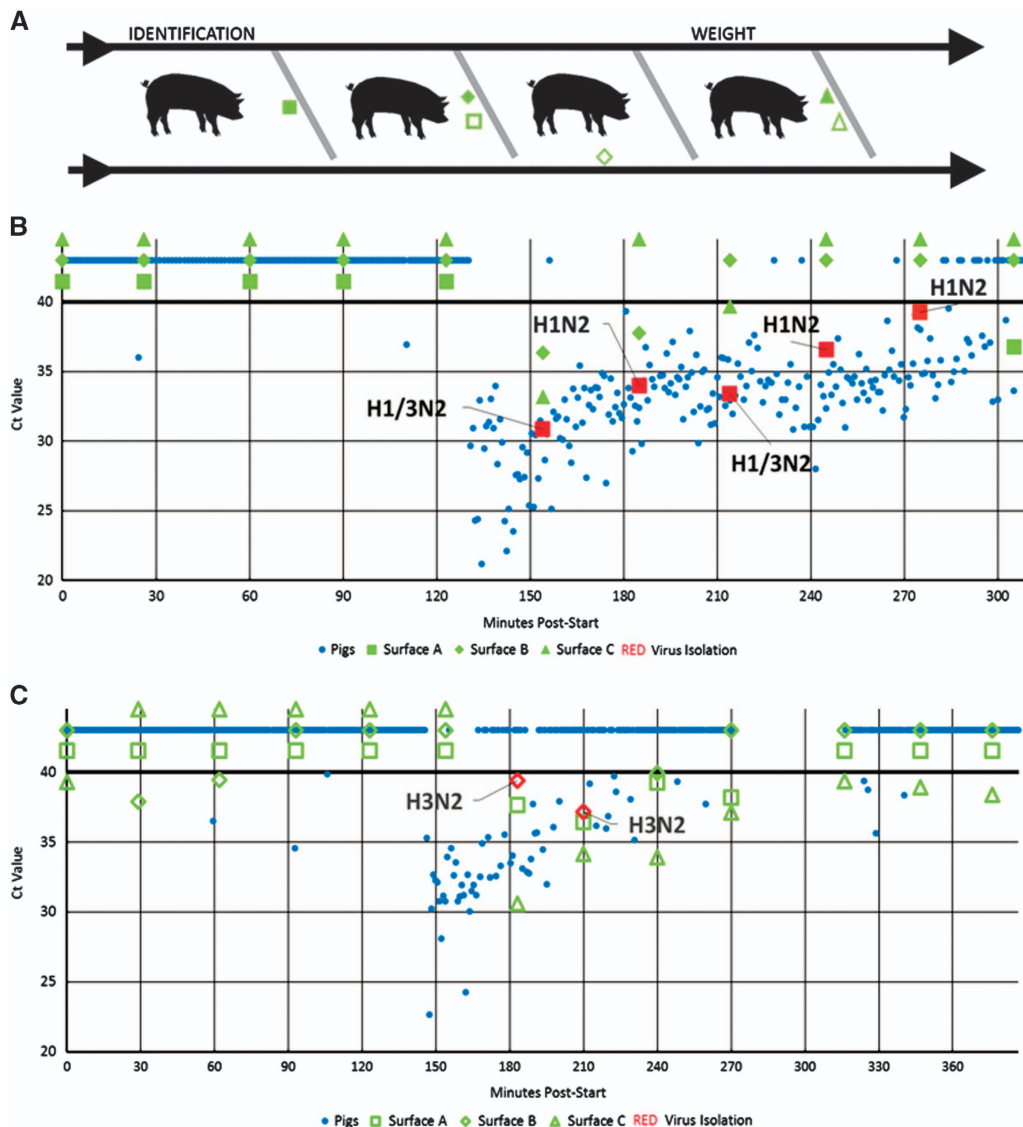 A
IDENTIFICATION WEIGHT
B
40 H1N2
H1N2 H1N2
35
H1/3N2
30
H1/3N2
25
20
Ct Value
0 30 60 90 120 150 180 210 240 270 300
Minutes Post-Start
Pigs Surface A Surface B Surface C RED Virus Isolation
C
40
H3N2
H3N2
35
30
25
20
Ct Value
0 30 60 90 120 150 180 210 240 270 300 330 360
Minutes Post-Start
Pigs Surface A Surface B Surface C RED Virus Isolation